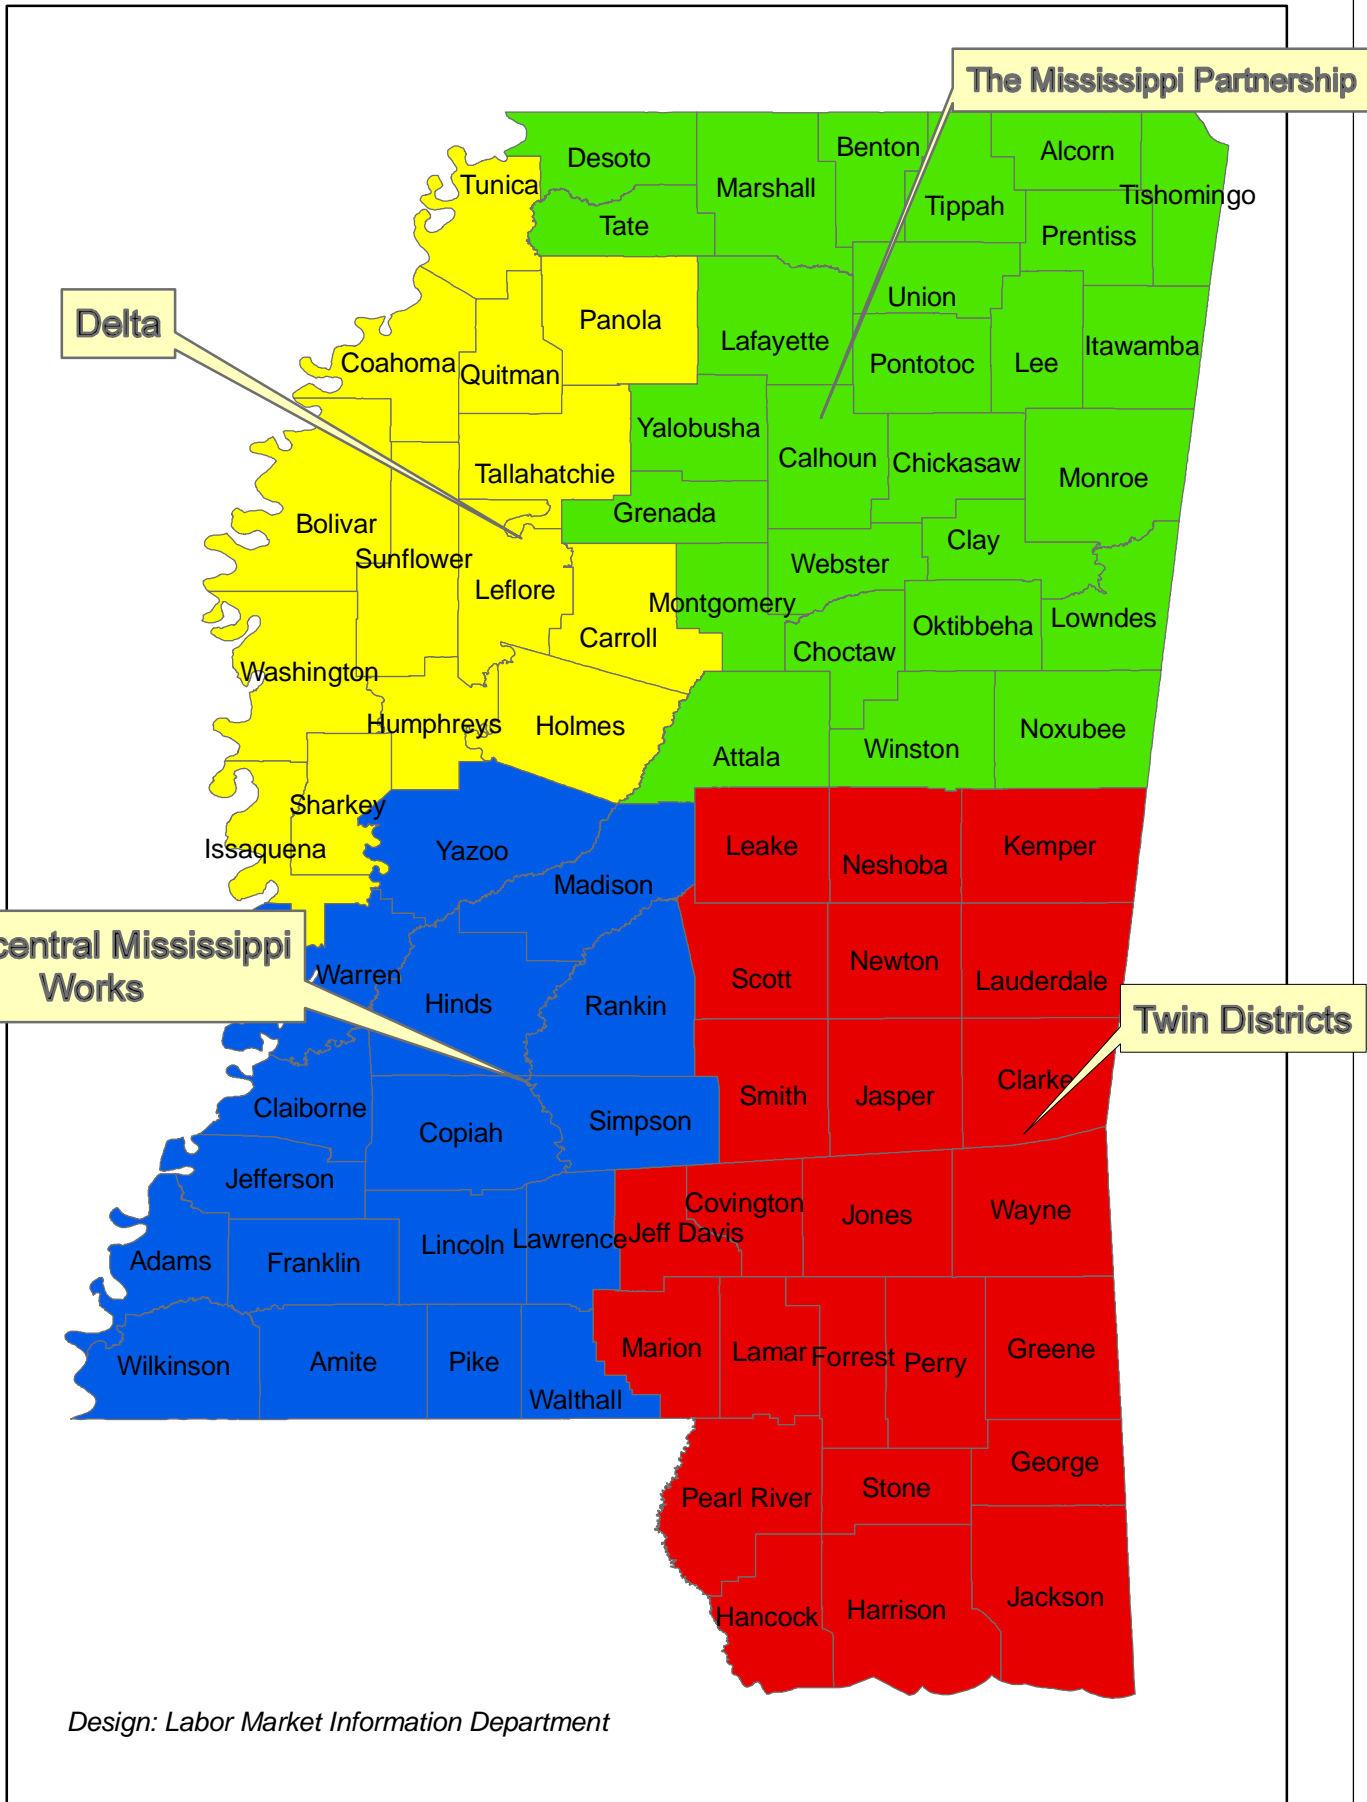 The Mississippi Partnership
Desoto
Marshall
Benton
Alcorn
Tishomingo
Tunica
Tate
Tippah
Prentiss
Delta
Panola
Union
Coahoma
Quitman
Lafayette
Pontotoc
Lee
Itawamba
Yalobusha
Tallahatchie
Calhoun
Chickasaw
Monroe
Bolivar
Grenada
Sunflower
Leflore
Webster
Clay
Montgomery
Carroll
Choctaw
Oktibbeha
Lowndes
Washington
Humphreys
Holmes
Attala
Winston
Noxubee
Sharkey
Issaquena
Yazoo
Madison
Leake
Neshoba
Kemper
central Mississippi
Works
Warren
Hinds
Rankin
Scott
Newton
Lauderdale
Twin Districts
Claiborne
Copiah
Simpson
Smith
Jasper
Clarke
Jefferson
Covington
Jones
Wayne
Adams
Franklin
Lincoln
Lawrence
Jeff Davis
Wilkinson
Amite
Pike
Walthall
Marion
Lamar
Forrest
Perry
Greene
Pearl River
Stone
George
Hancock
Harrison
Jackson
Design: Labor Market Information Department